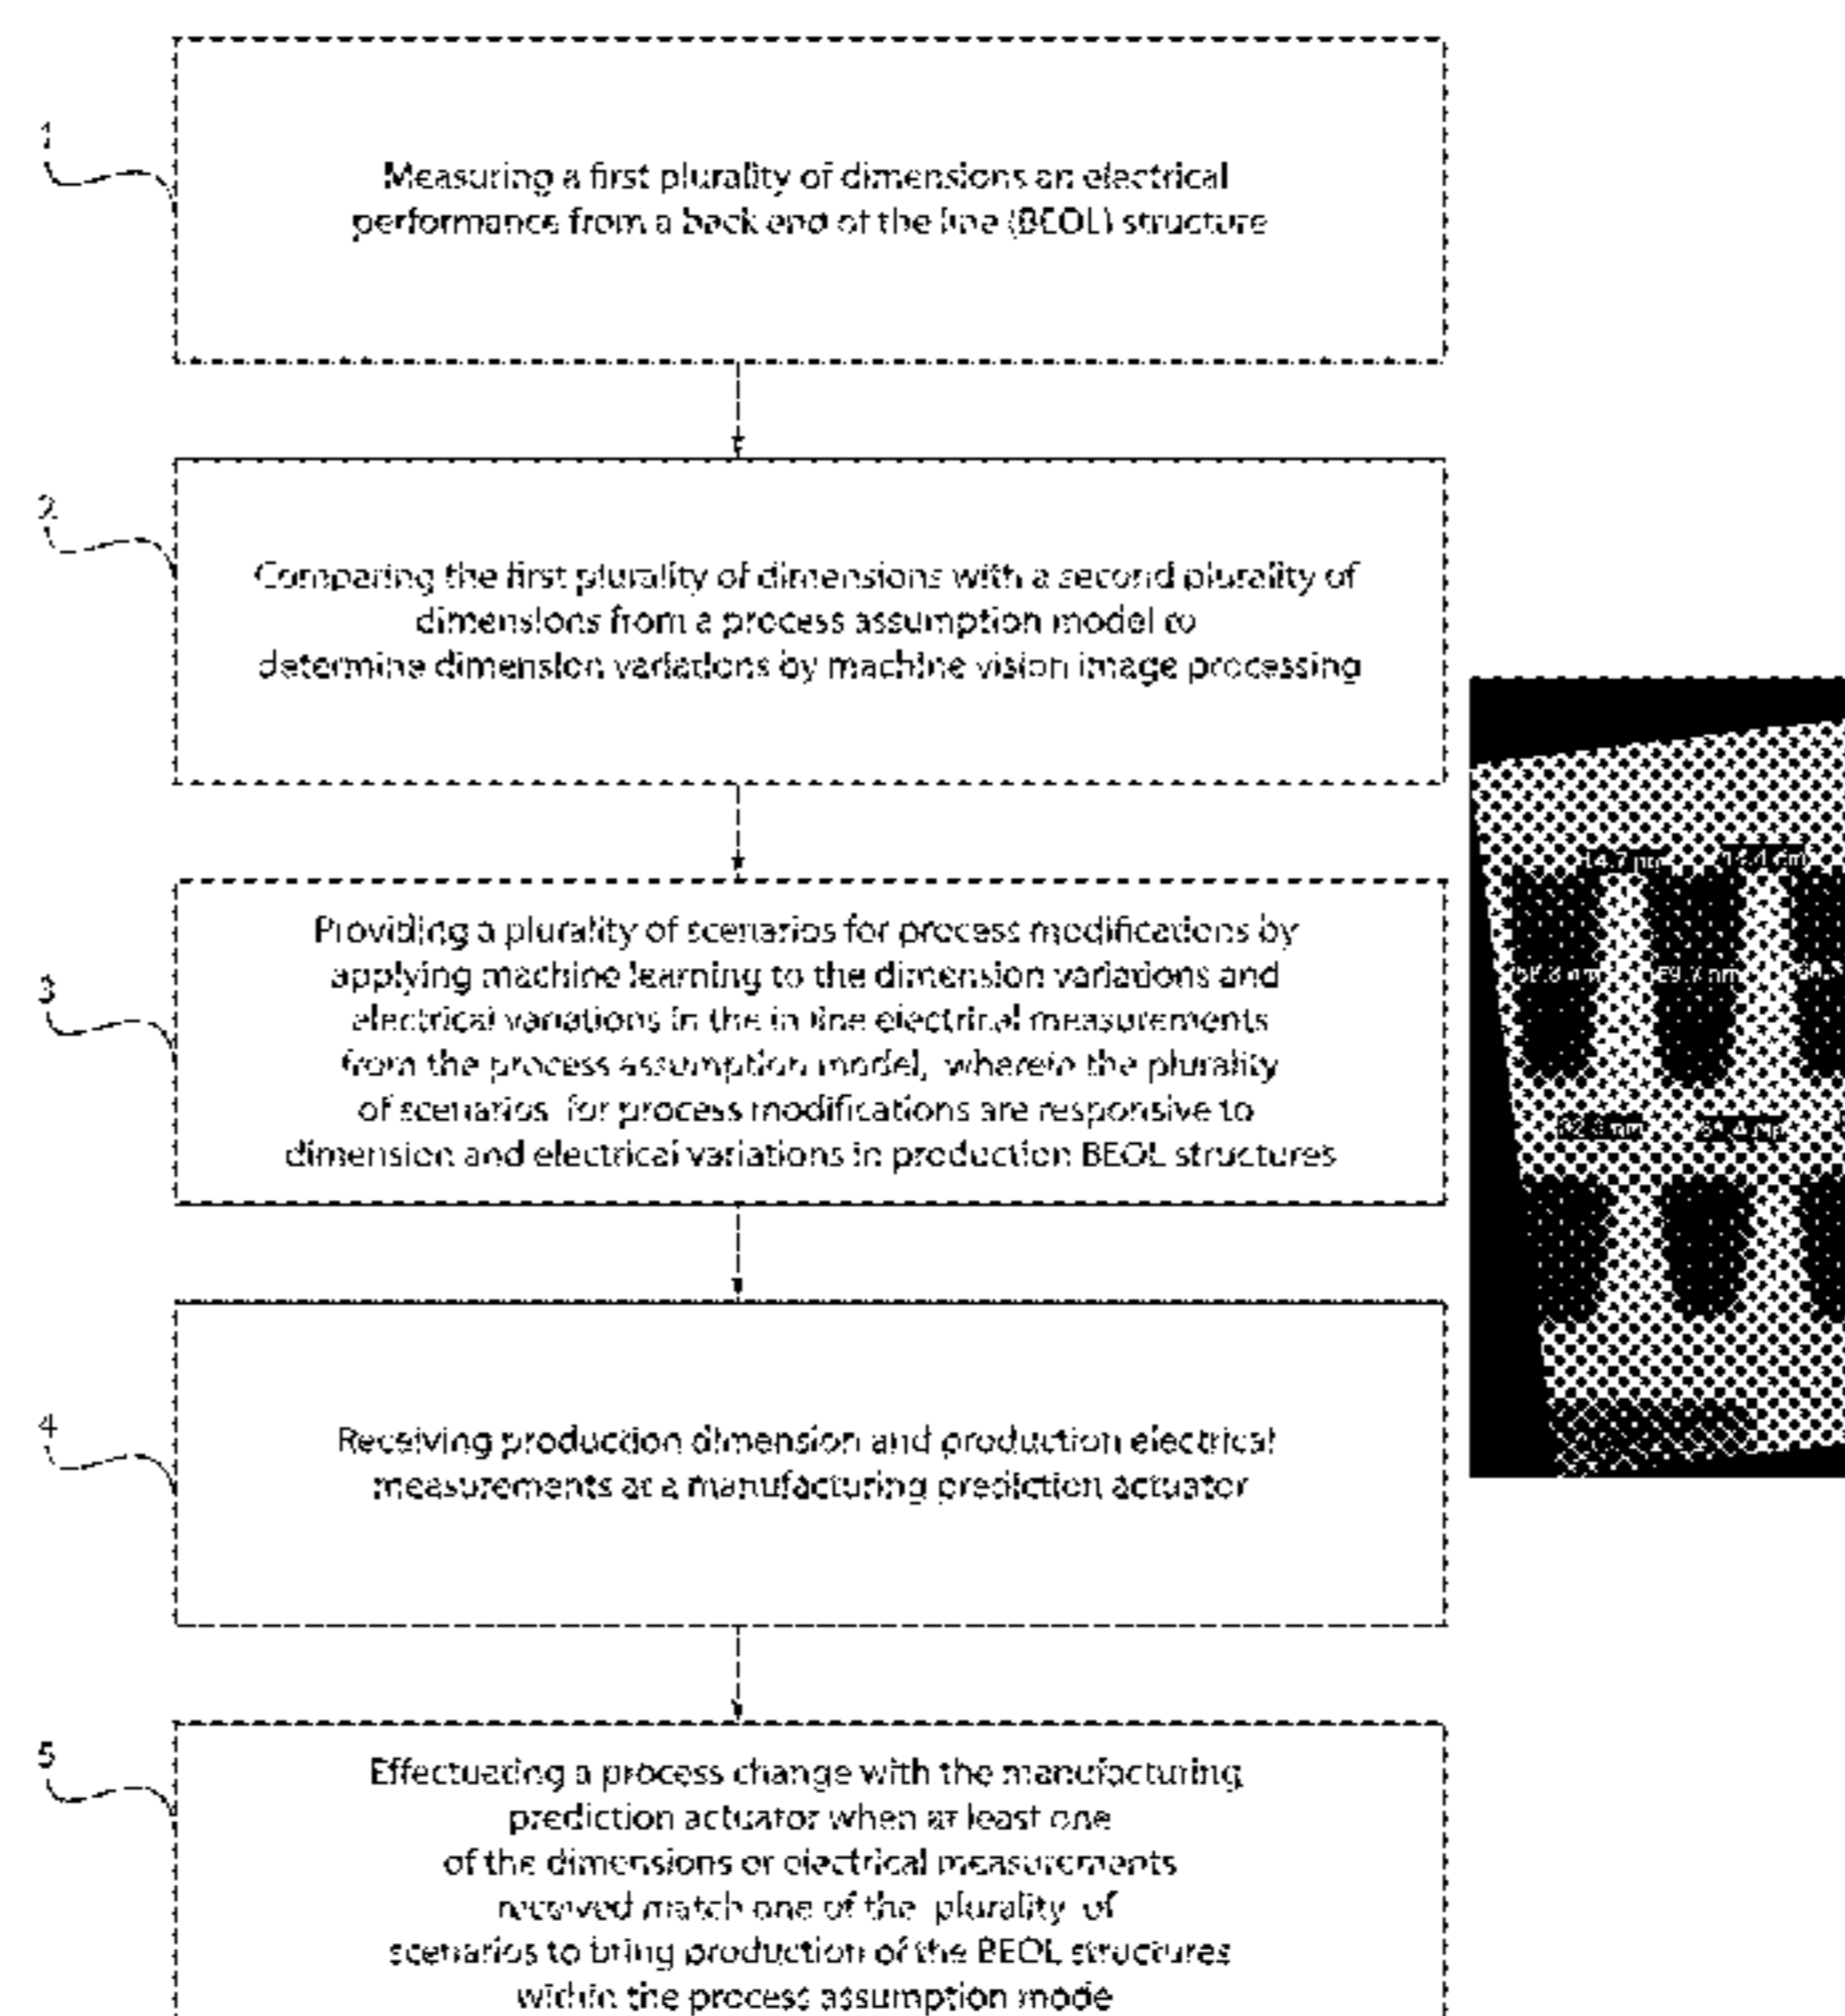 1
Measuring a first plurality of dimensions an electrical
performance from a back end of the line (BEOL) structure
2
Comparing the first plurality of dimensions with a second plurality of
dimensions from a process assumption model to
determine dimension variations by machine vision image processing
3
Providing a plurality of scenarios for process modifications by
applying machine learning to the dimension variations and
electrical variations in the in line electrical measurements
from the process assumption model, wherein the plurality
of scenarios for process modifications are responsive to
dimension and electrical variations in production BEOL structures
14.7 nm
nm
nm
nm
nm
4
Receiving production dimension and production electrical
measurements at a manufacturing prediction actuator
5
Effectuating a process change with the manufacturing
prediction actuator when at least one
of the dimensions or electrical measurements
received match one of the plurality of
scenarios to bring production of the BEOL structures
within the process assumption mode